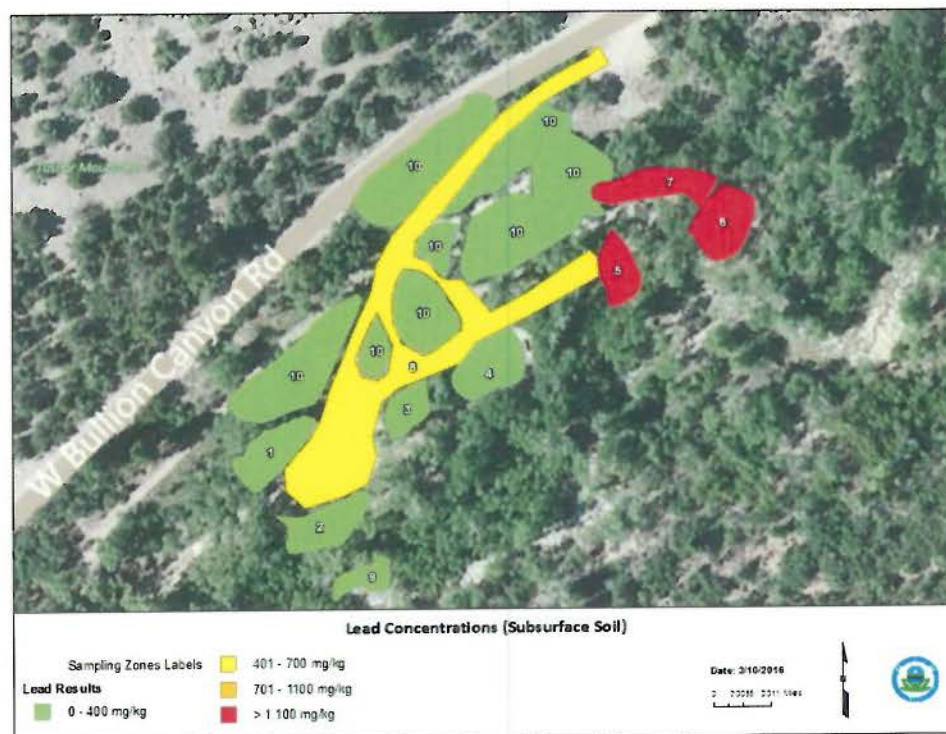 10
10
10
7
6
10
10
5
10
10
8
4
10
3
1
2
9
W Bullion Canyon Rd
Lead Concentrations (Subsurface Soil)
Sampling Zones Labels
Lead Results
0 - 400 mg/kg
401 - 700 mg/kg
701 - 1100 mg/kg
> 1 100 mg/kg
Date: 3/10/2016